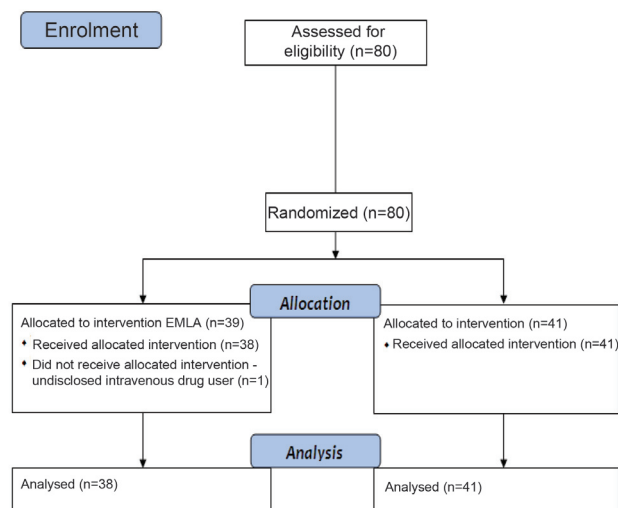 Enrolment
Assessed for
eligibility (n=80)
Randomized (n=80)
Allocation
Allocated to intervention EMLA (n=39)
♦ Received allocated intervention (n=38)
♦ Did not receive allocated intervention -
undisclosed intravenous drug user (n=1)
Allocated to intervention (n=41)
♦ Received allocated intervention (n=41)
Analysis
Analysed (n=38)
Analysed (n=41)